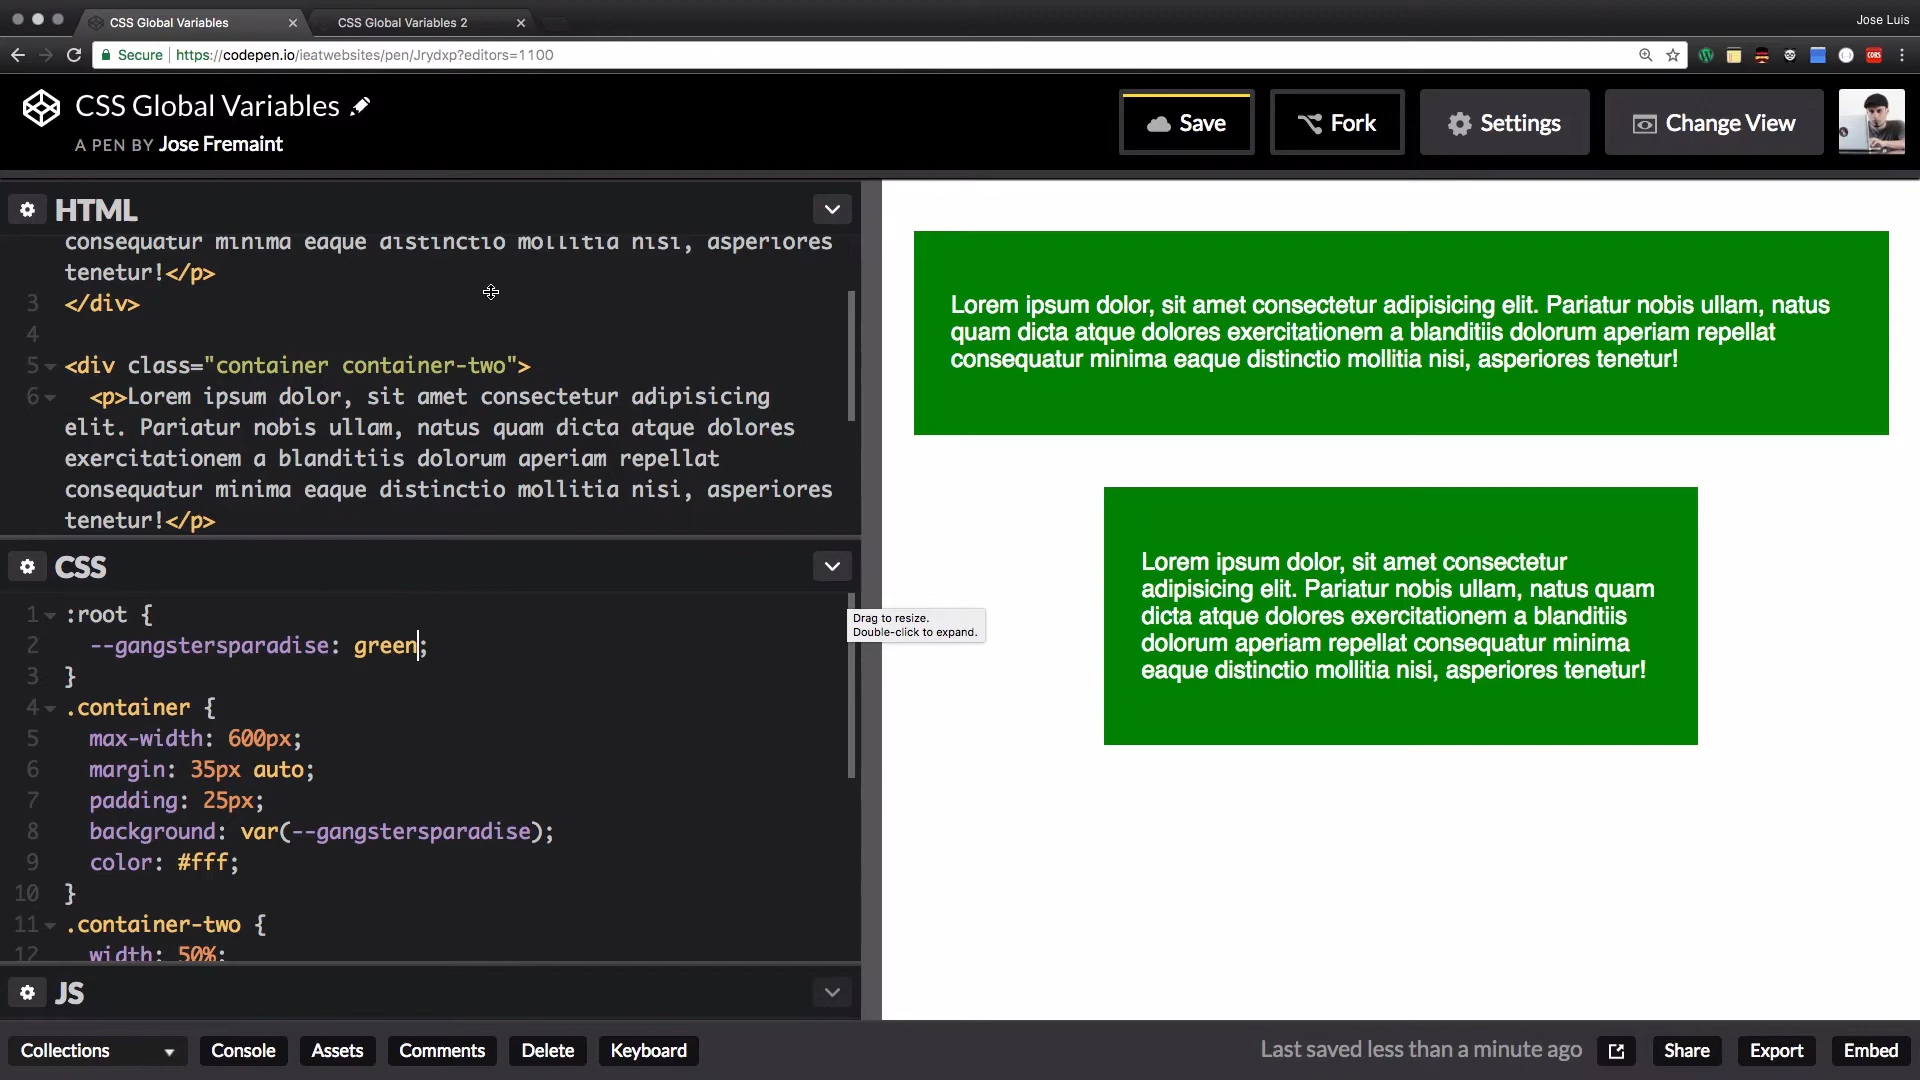 CSS Global Variables
CSS Global Variables 2
Jose Luis
Secure
https://codepen.io/ieatwebsites/pen/Jrydxp?editors=1100
CORS
CSS Global Variables
A PEN BY Jose Fremaint
Save
Fork
Settings
Change View
HTML
consequatur minima eaque distinctio mollitia nisi, asperiores
tenetur!</p>
3 </div>
4
5 <div class="container container-two">
6 <p>Lorem ipsum dolor, sit amet consectetur adipisicing
elit. Pariatur nobis ullam, natus quam dicta atque dolores
exercitationem a blanditiis dolorum aperiam repellat
consequatur minima eaque distinctio mollitia nisi, asperiores
tenetur!</p>
CSS
1 :root {
2 --gangstersparadise: green;
3 }
4 .container {
5 max-width: 600px;
6 margin: 35px auto;
7 padding: 25px;
8 background: var(--gangstersparadise);
9 color: #fff;
10 }
11 .container-two {
12 width: 50%;
JS
Lorem ipsum dolor, sit amet consectetur adipisicing elit. Pariatur nobis ullam, natus
quam dicta atque dolores exercitationem a blanditiis dolorum aperiam repellat
consequatur minima eaque distinctio mollitia nisi, asperiores tenetur!
Lorem ipsum dolor, sit amet consectetur
adipisicing elit. Pariatur nobis ullam, natus quam
dicta atque dolores exercitationem a blanditiis
dolorum aperiam repellat consequatur minima
eaque distinctio mollitia nisi, asperiores tenetur!
Drag to resize.
Double-click to expand.
Collections
Console
Assets
Comments
Delete
Keyboard
Last saved less than a minute ago
Share
Export
Embed